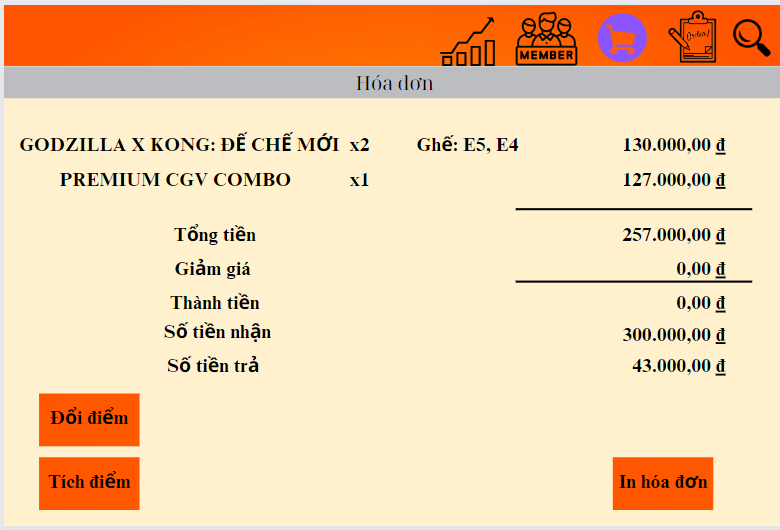 MEMBER
Order!
Hóa đơn
GODZILLA X KONG: ĐẾ CHẾ MỚI x2 Ghế: E5, E4 130.000,00 ₫
PREMIUM CGV COMBO x1 127.000,00 ₫
Tổng tiền 257.000,00 ₫
Giảm giá 0,00 ₫
Thành tiền 0,00 ₫
Số tiền nhận 300.000,00 ₫
Số tiền trả 43.000,00 ₫
Đổi điểm
Tích điểm In hóa đơn